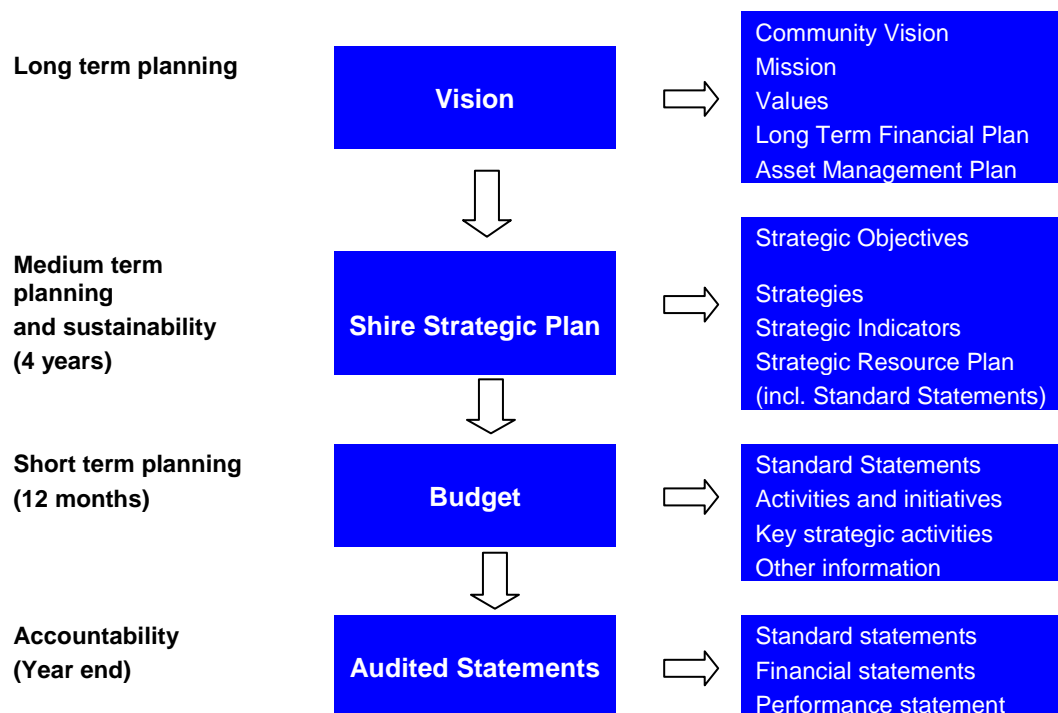 Long term planning
Vision
Community Vision
Mission
Values
Long Term Financial Plan
Asset Management Plan
Medium term
planning
and sustainability
(4 years)
Shire Strategic Plan
Strategic Objectives
Strategies
Strategic Indicators
Strategic Resource Plan
(incl. Standard Statements)
Short term planning
(12 months)
Budget
Standard Statements
Activities and initiatives
Key strategic activities
Other information
Accountability
(Year end)
Audited Statements
Standard statements
Financial statements
Performance statement